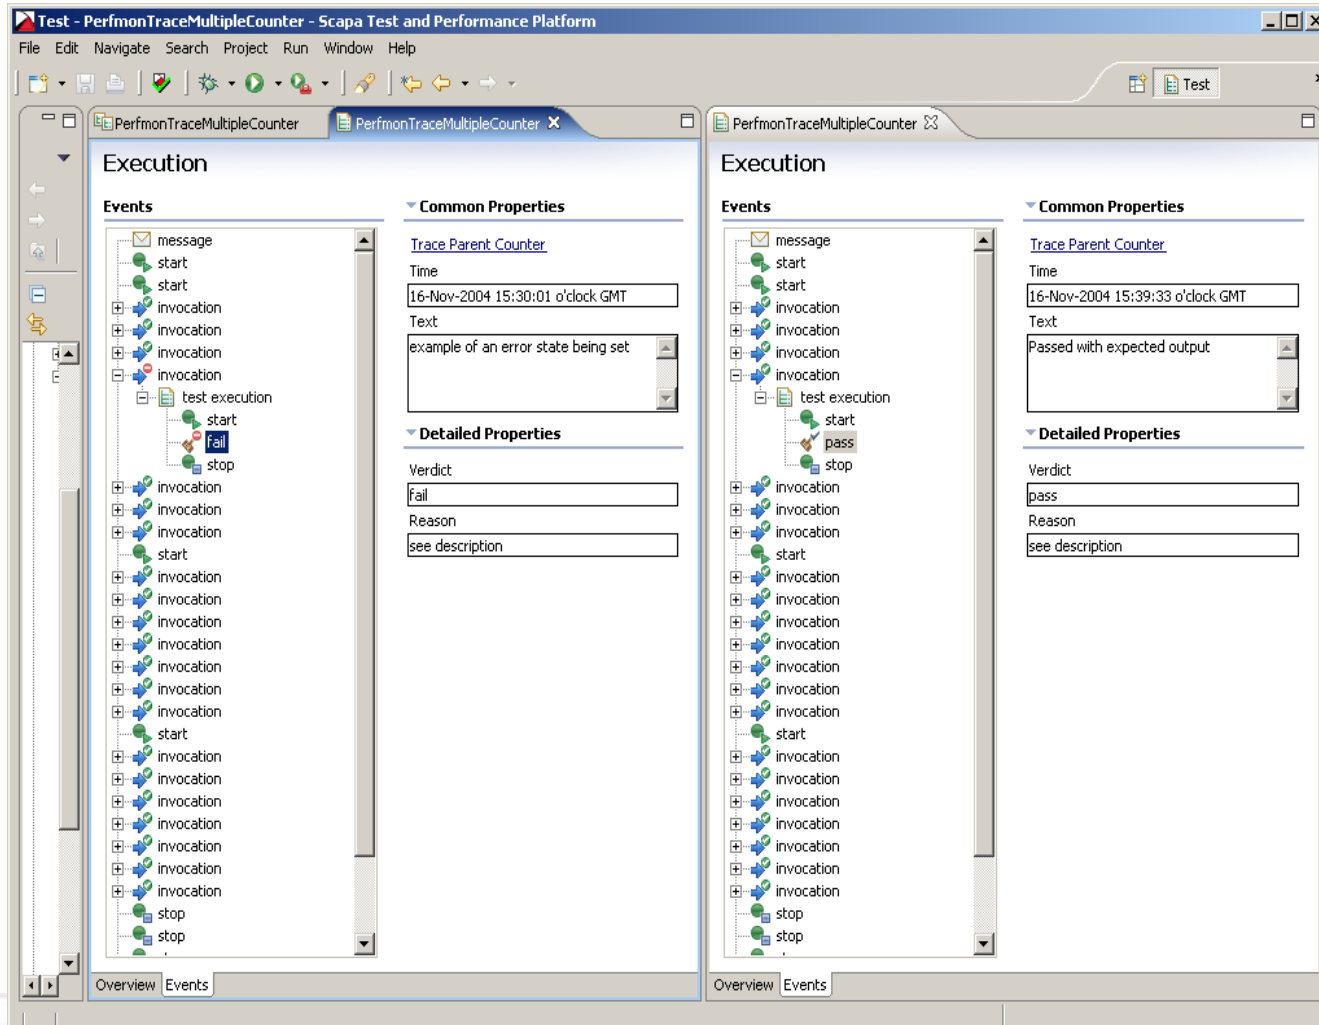 Test - PerfmonTraceMultipleCounter - Scapa Test and Performance Platform
File Edit Navigate Search Project Run Window Help
Test
PerfmonTraceMultipleCounter
PerfmonTraceMultipleCounter
Execution
Events
message
start
start
invocation
invocation
invocation
invocation
test execution
start
fail
stop
invocation
invocation
invocation
start
invocation
invocation
invocation
invocation
invocation
invocation
invocation
start
invocation
invocation
invocation
invocation
invocation
invocation
invocation
stop
stop
Common Properties
Trace Parent Counter
Time
16-Nov-2004 15:30:01 o'clock GMT
Text
example of an error state being set
Detailed Properties
Verdict
fail
Reason
see description
Overview Events
PerfmonTraceMultipleCounter
Execution
Events
message
start
start
invocation
invocation
invocation
invocation
test execution
start
pass
stop
invocation
invocation
invocation
start
invocation
invocation
invocation
invocation
invocation
invocation
invocation
start
invocation
invocation
invocation
invocation
invocation
invocation
invocation
stop
stop
Common Properties
Trace Parent Counter
Time
16-Nov-2004 15:39:33 o'clock GMT
Text
Passed with expected output
Detailed Properties
Verdict
pass
Reason
see description
Overview Events